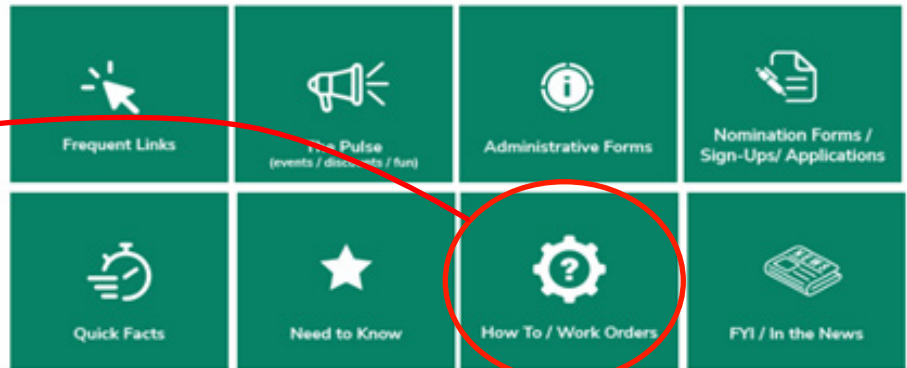 Frequent Links
The Pulse
(events / discounts / fun)
i
Administrative Forms
Nomination Forms /
Sign-Ups/ Applications
Quick Facts
Need to Know
?
How To / Work Orders
NEWS
FYI / In the News